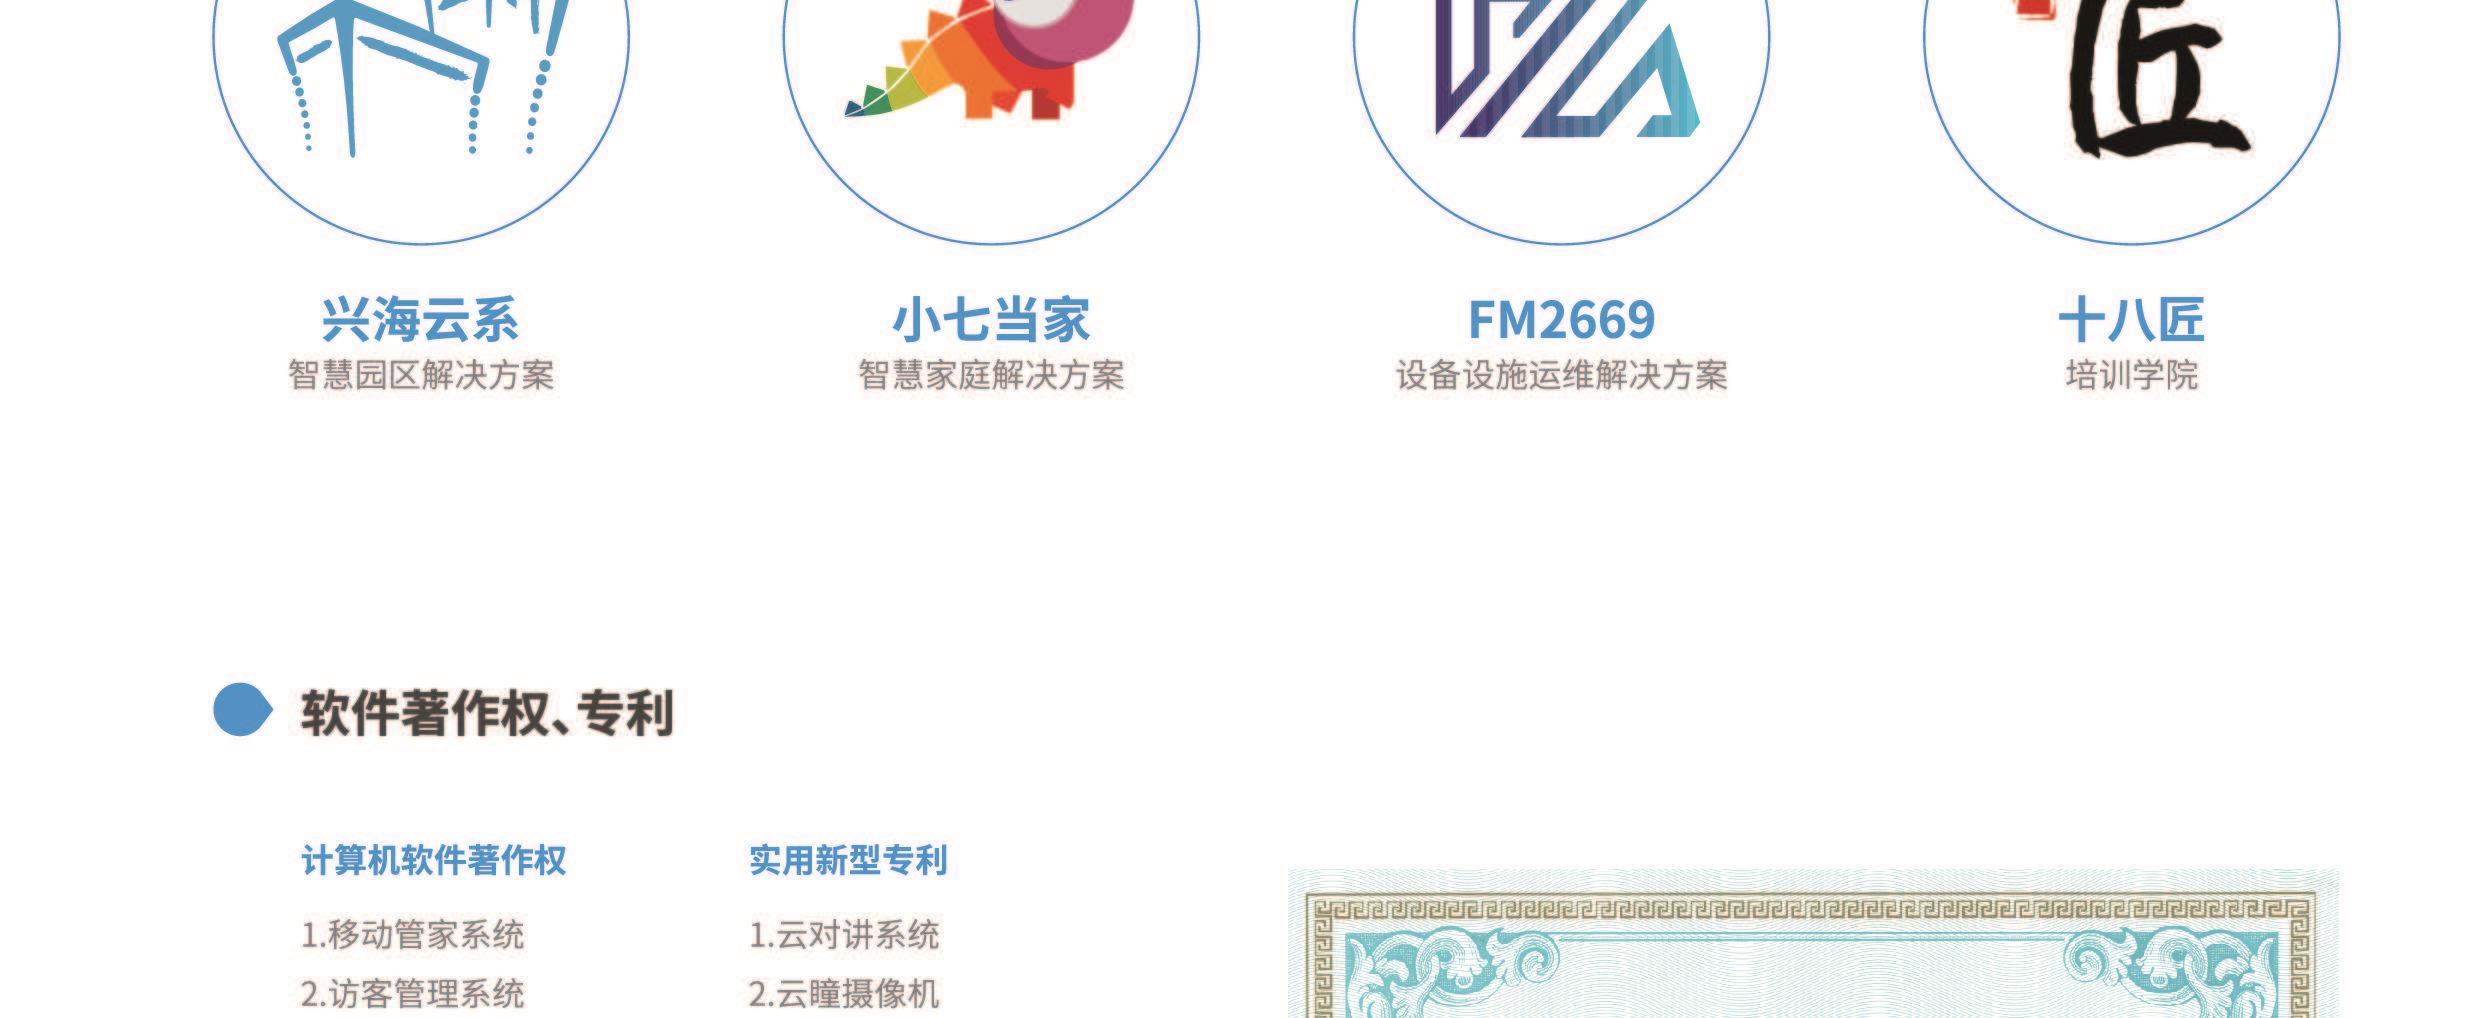 匠
兴海云系
智慧园区解决方案
小七当家
智慧家庭解决方案
FM2669
设备设施运维解决方案
十八匠
培训学院
软件著作权、专利
计算机软件著作权
1.移动管家系统
2.访客管理系统
实用新型专利
1.云对讲系统
2.云瞳摄像机